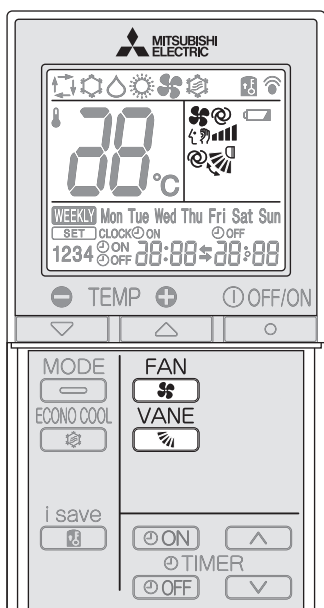 MITSUBISHI
ELECTRIC
88 °C
WEEKLY Mon Tue Wed Thu Fri Sat Sun
SET CLOCK ON OFF
1234 ON 88:88 88:88
OFF
TEMP OFF/ON
MODE FAN
ECONO COOL VANE
i save
ON
TIMER
OFF